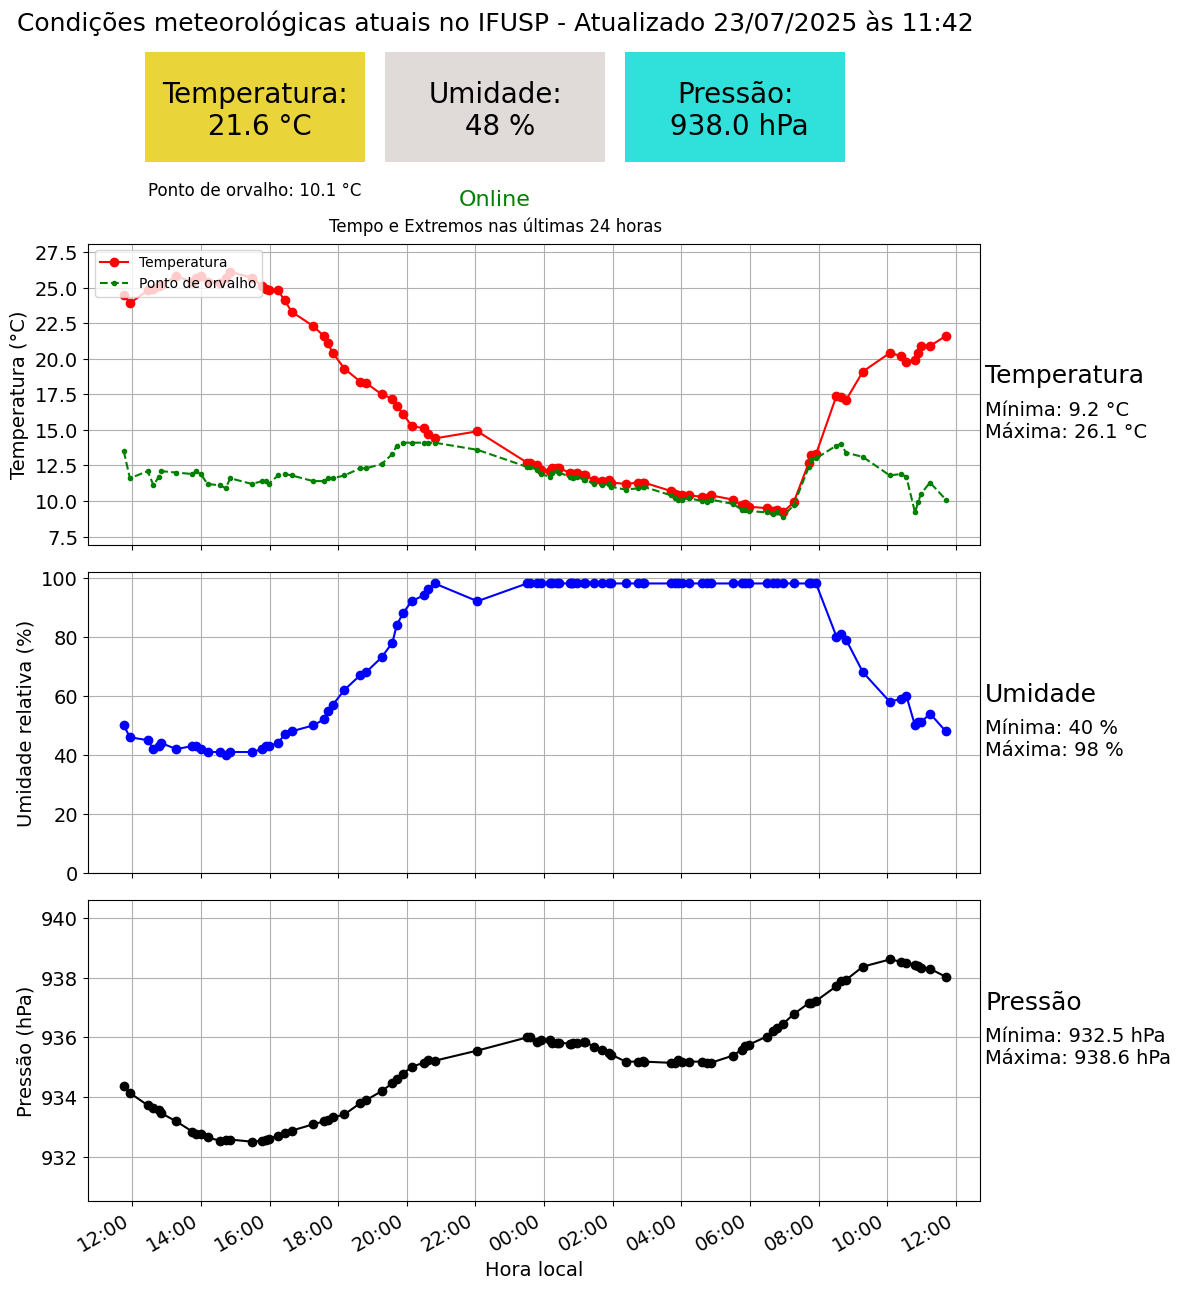 Condições meteorológicas atuais no IFUSP - Atualizado 23/07/2025 às 11:42
Temperatura:
21.6 °C
Umidade:
48 %
Pressão:
938.0 hPa
Ponto de orvalho: 10.1 °C
Online
Tempo e Extremos nas últimas 24 horas
Temperatura
Ponto de orvalho
Temperatura (°C)
27.5
25.0
22.5
20.0
17.5
15.0
12.5
10.0
7.5
Temperatura
Mínima: 9.2 °C
Máxima: 26.1 °C
Umidade relativa (%)
100
80
60
40
20
0
Umidade
Mínima: 40 %
Máxima: 98 %
Pressão (hPa)
940
938
936
934
932
Pressão
Mínima: 932.5 hPa
Máxima: 938.6 hPa
12:00
14:00
16:00
18:00
20:00
22:00
00:00
02:00
04:00
06:00
08:00
10:00
12:00
Hora local